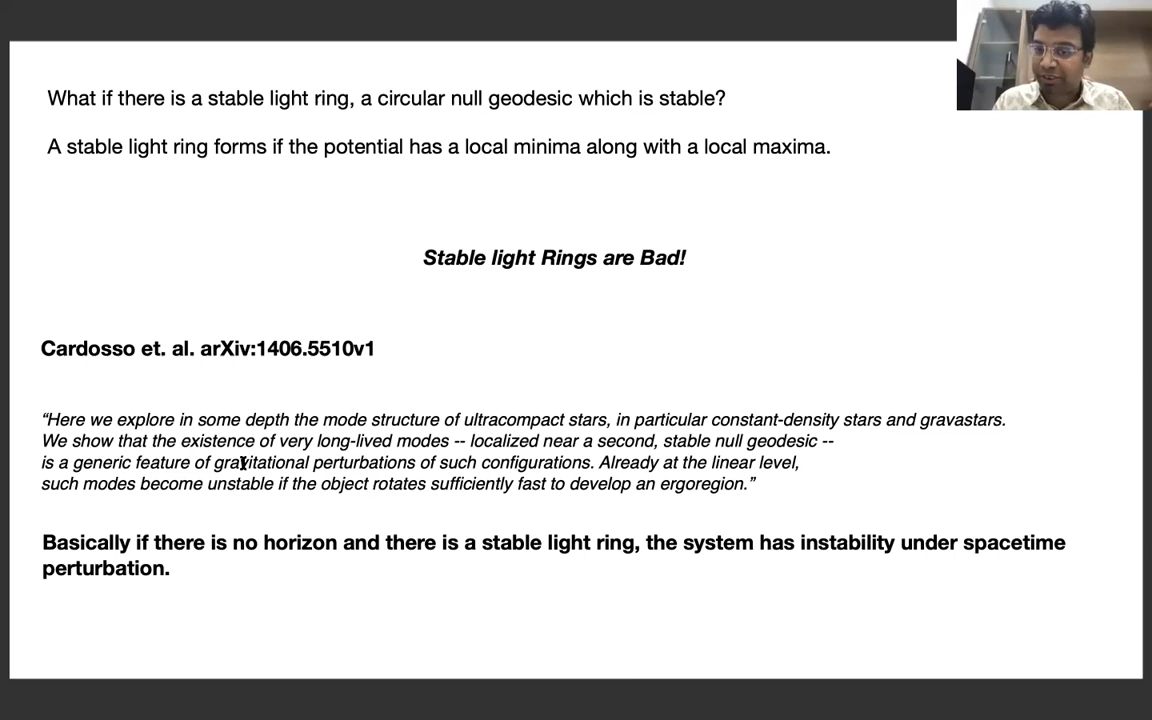 What if there is a stable light ring, a circular null geodesic which is stable?
A stable light ring forms if the potential has a local minima along with a local maxima.
Stable light Rings are Bad!
Cardosso et. al. arXiv:1406.5510v1
“Here we explore in some depth the mode structure of ultracompact stars, in particular constant-density stars and gravastars.
We show that the existence of very long-lived modes -- localized near a second, stable null geodesic --
is a generic feature of gravitational perturbations of such configurations. Already at the linear level,
such modes become unstable if the object rotates sufficiently fast to develop an ergoregion.”
Basically if there is no horizon and there is a stable light ring, the system has instability under spacetime
perturbation.